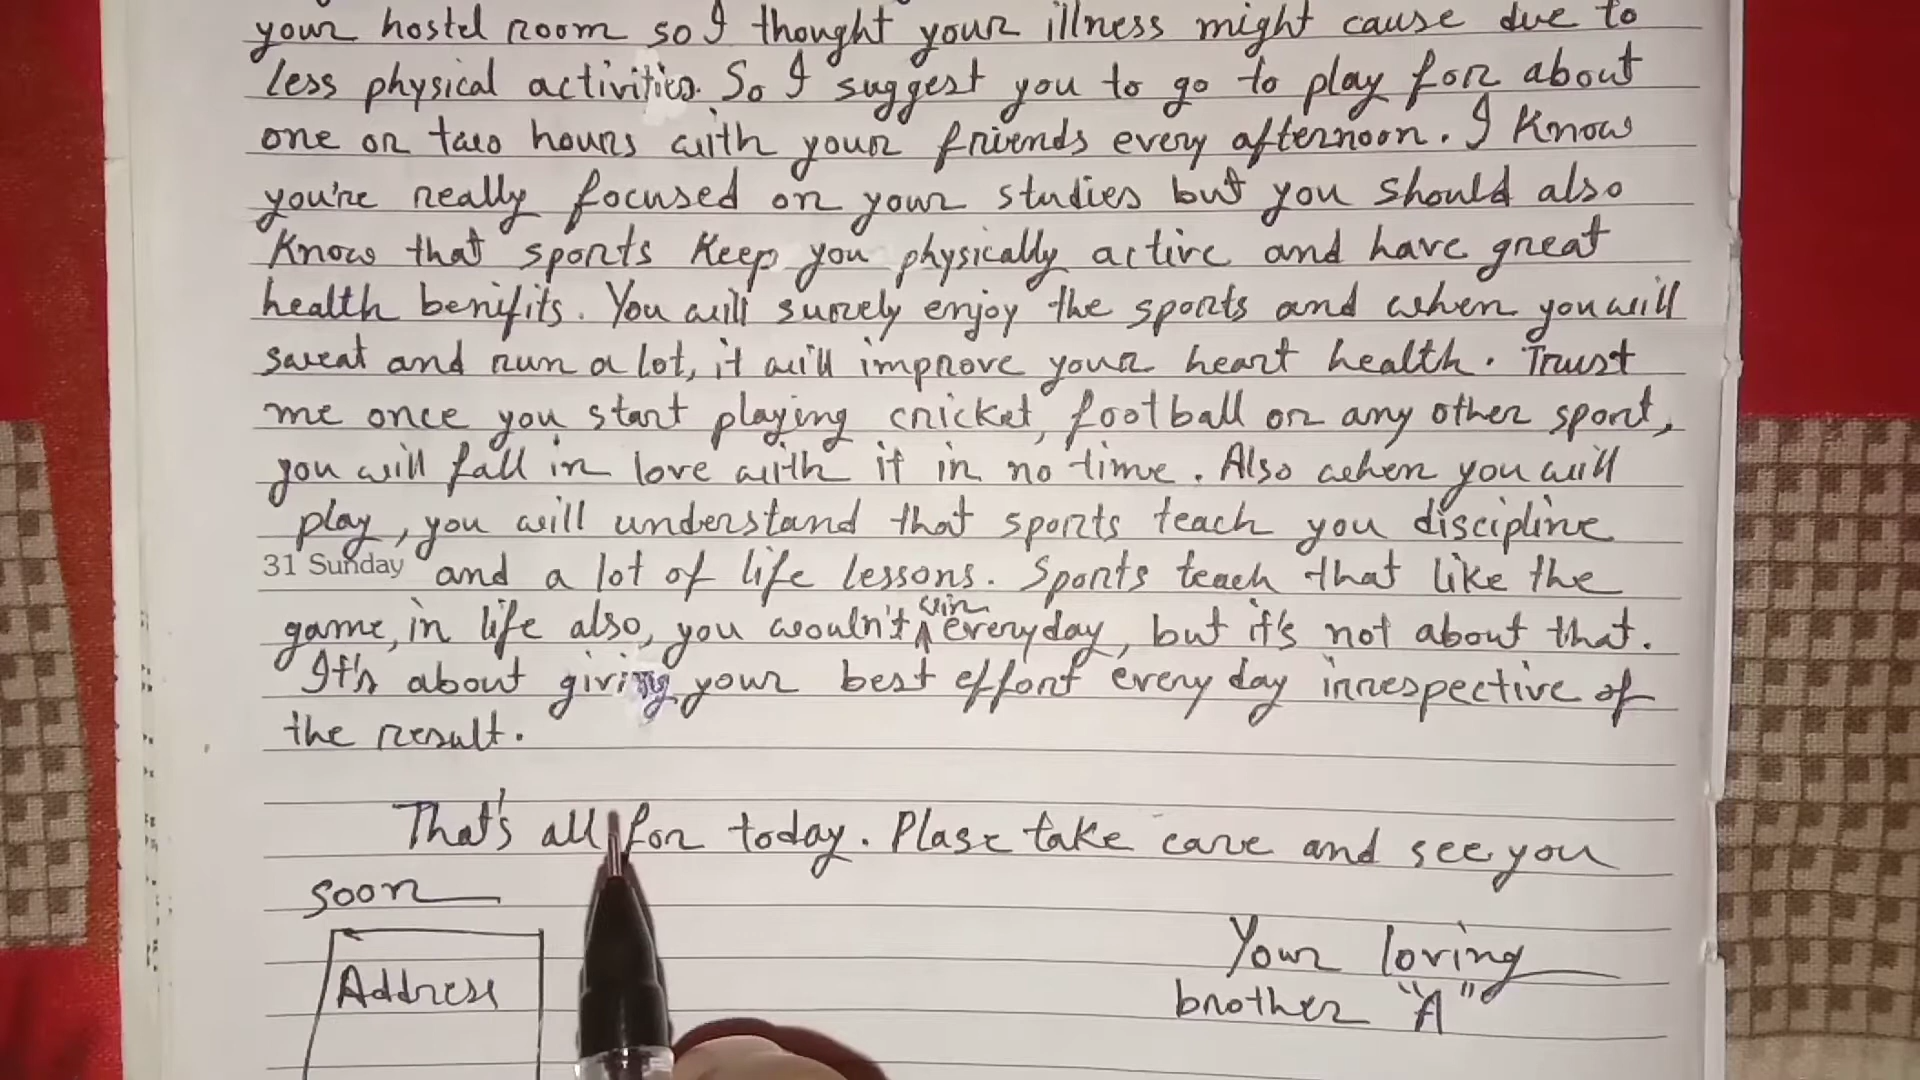 your hostel room so I thought your illness might cause due to
less physical activities. So I suggest you to go to play for about
one or two hours with your friends every afternoon. I know
you're really focused on your studies but you should also
know that sports keep you physically active and have great
health benifits. You will surely enjoy the sports and when you will
sweat and run a lot, it will improve your heart health. Trust
me once you start playing cricket, football or any other sport,
you will fall in love with it in no time. Also when you will
play, you will understand that sports teach you discipline
31 Sunday and a lot of life lessons. Sports teach that like the
game, in life also, you wouln't win everyday, but it's not about that.
It's about giving your best effort every day irrespective of
the result.
That's all for today. Plase take care and see you
soon
Your loving
brother "A"
Address